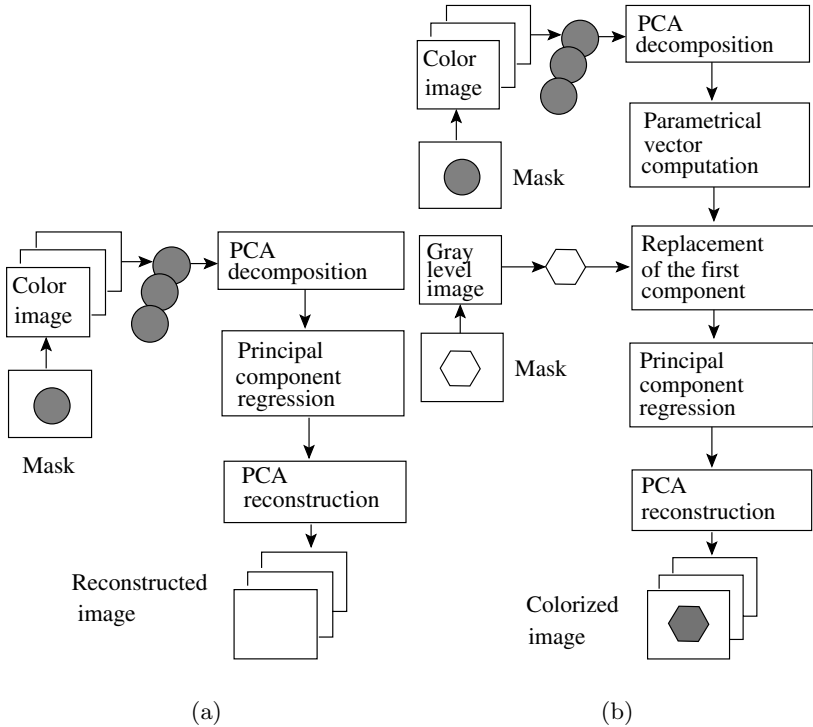 Color
image
Mask
PCA
decomposition
Principal
component
regression
PCA
reconstruction
Reconstructed
image
(a)
Color
image
Mask
PCA
decomposition
Parametrical
vector
computation
Gray
level
image
Mask
Replacement
of the first
component
Principal
component
regression
PCA
reconstruction
Colorized
image
(b)